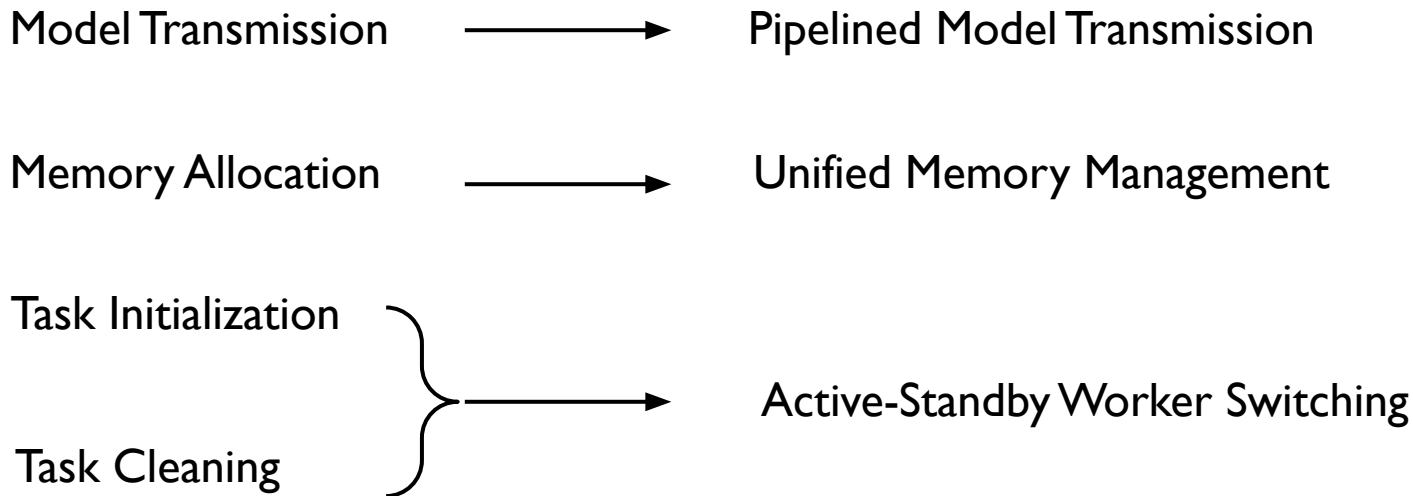 Model Transmission Pipelined Model Transmission
Memory Allocation Unified Memory Management
Task Initialization
Active-Standby Worker Switching
Task Cleaning